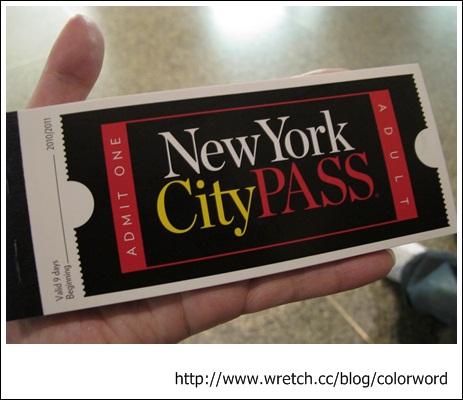 2010/2011
Valid 9 days
Beginning
ADMIT ONE
New York
CityPASS®
ADULT
http://www.wretch.cc/blog/colorword